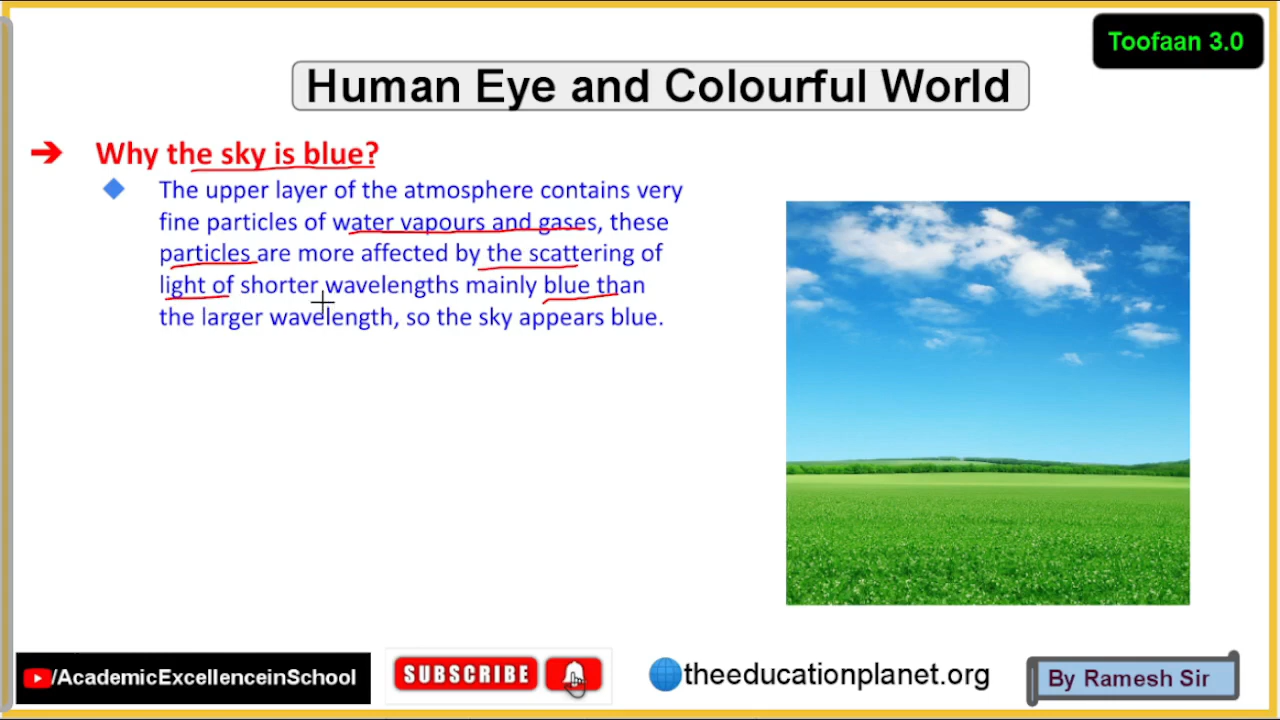 Toofaan 3.0
Human Eye and Colourful World
➔ Why the sky is blue?
The upper layer of the atmosphere contains very
fine particles of water vapours and gases, these
particles are more affected by the scattering of
light of shorter wavelengths mainly blue than
the larger wavelength, so the sky appears blue.
/AcademicExcellenceinSchool
SUBSCRIBE
theeducationplanet.org
By Ramesh Sir